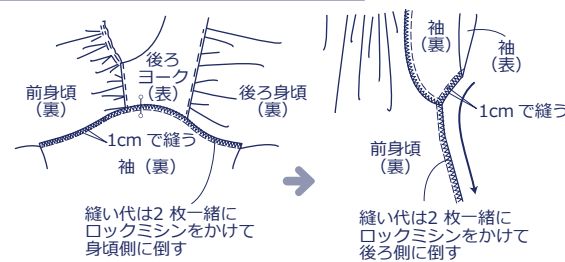 後ろ
ヨーク
（表）
前身頃
（裏）
後ろ身頃
（裏）
1cm で縫う
袖（裏）
縫い代は2 枚一緒に
ロックミシンをかけて
身頃側に倒す
袖
（裏）
袖
（表）
1cm で縫う
前身頃
（裏）
縫い代は2 枚一緒に
ロックミシンをかけて
後ろ側に倒す